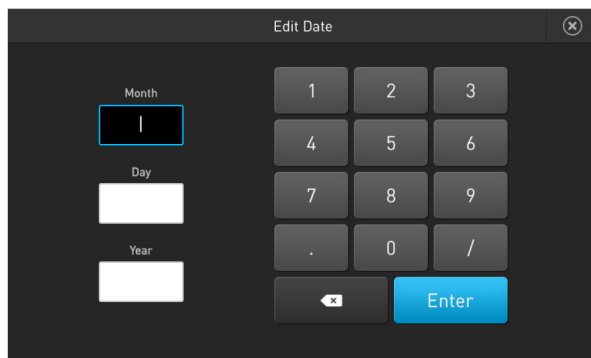 Edit Date
Month
Day
Year
1 2 3
4 5 6
7 8 9
. 0 /
Enter